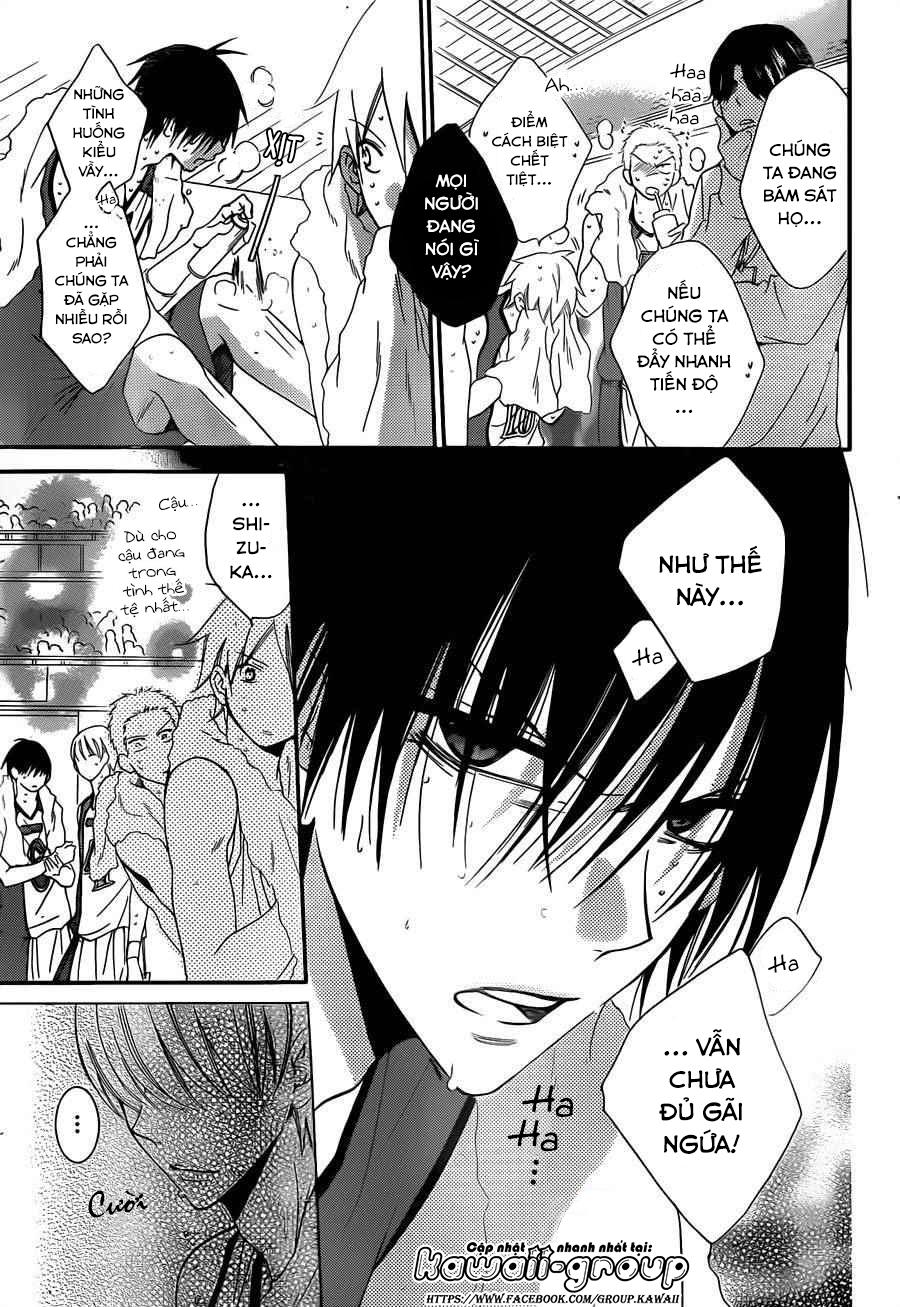 Haa
haa
haa
CHÚNG
TA ĐANG
BÁM SÁT
HỌ...
Ah...
ĐIỂM
CÁCH BIỆT
CHẾT
TIỆT...
NẾU
CHÚNG TA
CÓ THỂ
ĐẨY NHANH
TIẾN ĐỘ
...
MỌI
NGƯỜI
ĐANG
NÓI GÌ
VẬY?
XỊT
NHỮNG
TÌNH
HUỐNG
KIỂU
VẦY...
Ha
...
CHẲNG
PHẢI
CHÚNG TA
ĐÃ GẶP
NHIỀU RỒI
SAO?
NHƯ THẾ
NÀY...
Ha
...
SHI-
ZU-
KA...
Cậu...
Dù cho
cậu đang
trong
tình thế
tệ nhất...
Ha
... VẪN
CHƯA
ĐỦ GÃI
NGỨA!
Ha
Ha
...
...
Cười
Cập nhật nhanh nhất tại:
kawaii-group
HTTPS://WWW.FACEBOOK.COM/GROUP.KAWAII